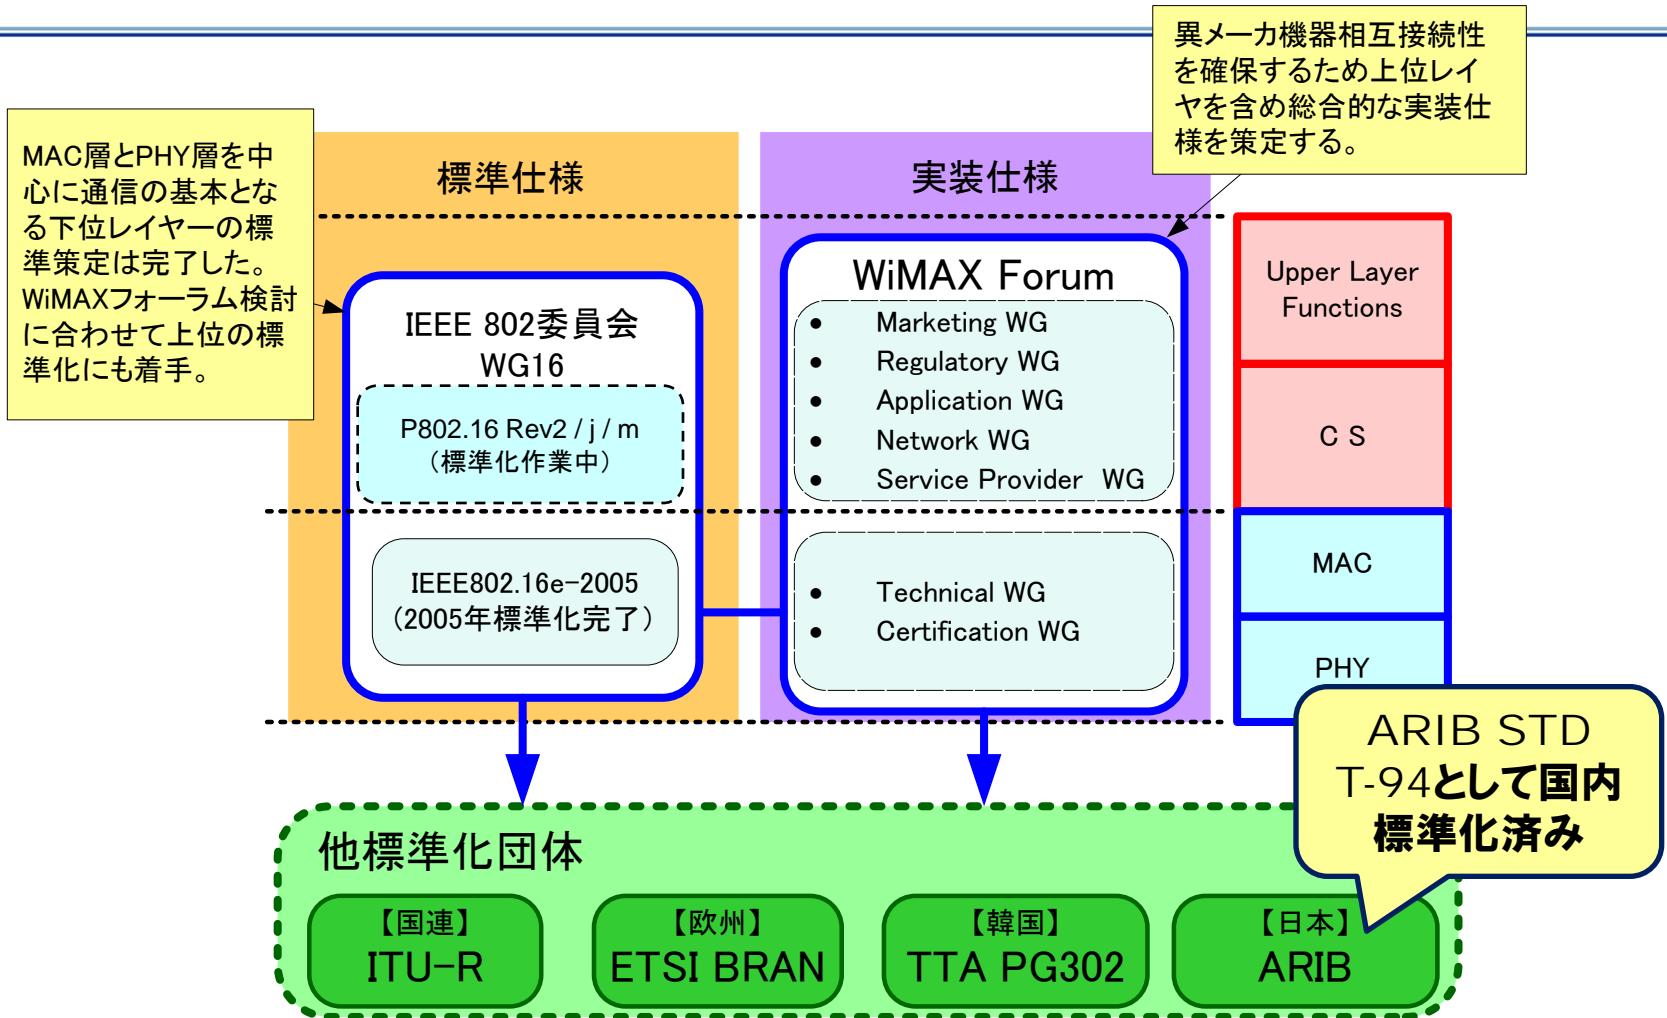 異メーカ機器相互接続性
を確保するため上位レイ
ヤを含め総合的な実装仕
様を策定する。
MAC層とPHY層を中
心に通信の基本とな
る下位レイヤーの標
準策定は完了した。
WiMAXフォーラム検討
に合わせて上位の標
準化にも着手。
標準仕様
実装仕様
IEEE 802委員会
WG16
P802.16 Rev2 / j / m
(標準化作業中)
IEEE802.16e-2005
(2005年標準化完了)
WiMAX Forum
● Marketing WG
● Regulatory WG
● Application WG
● Network WG
● Service Provider WG
● Technical WG
● Certification WG
Upper Layer
Functions
C S
MAC
PHY
ARIB STD
T-94として国内
標準化済み
他標準化団体
【国連】
ITU-R
【欧州】
ETSI BRAN
【韓国】
TTA PG302
【日本】
ARIB